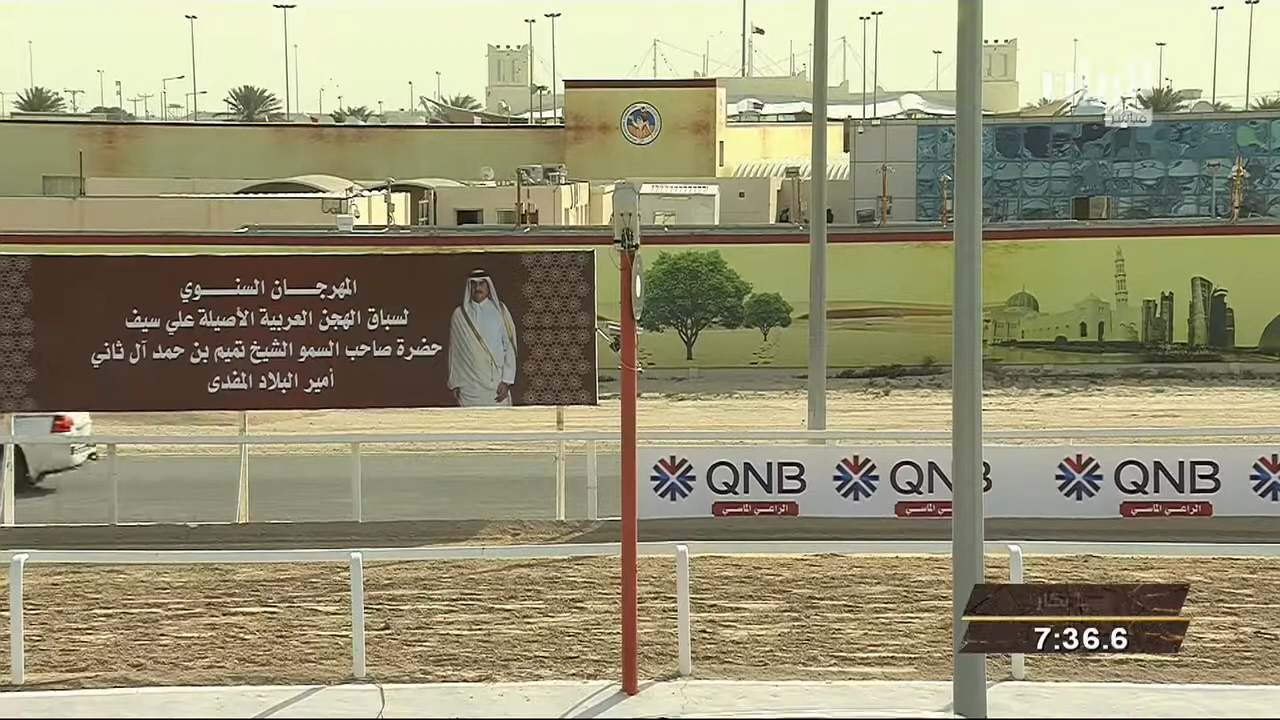 الريان
مباشر
المهرجان السنوي
لسباق الهجن العربية الأصيلة علي سيف
حضرة صاحب السمو الشيخ تميم بن حمد آل ثاني
أمير البلاد المفدى
QNB QNB QNB
الراعي الماسي الراعي الماسي الراعي الماسي
7:36.6